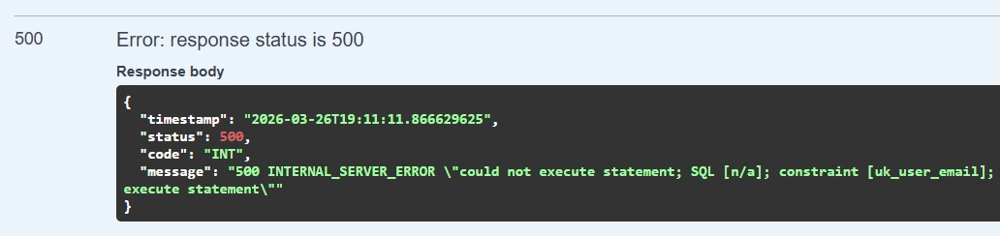 500 Error: response status is 500
Response body
{
"timestamp": "2026-03-26T19:11:11.866629625",
"status": 500,
"code": "INT",
"message": "500 INTERNAL_SERVER_ERROR \"could not execute statement; SQL [n/a]; constraint [uk_user_email];
execute statement\""
}